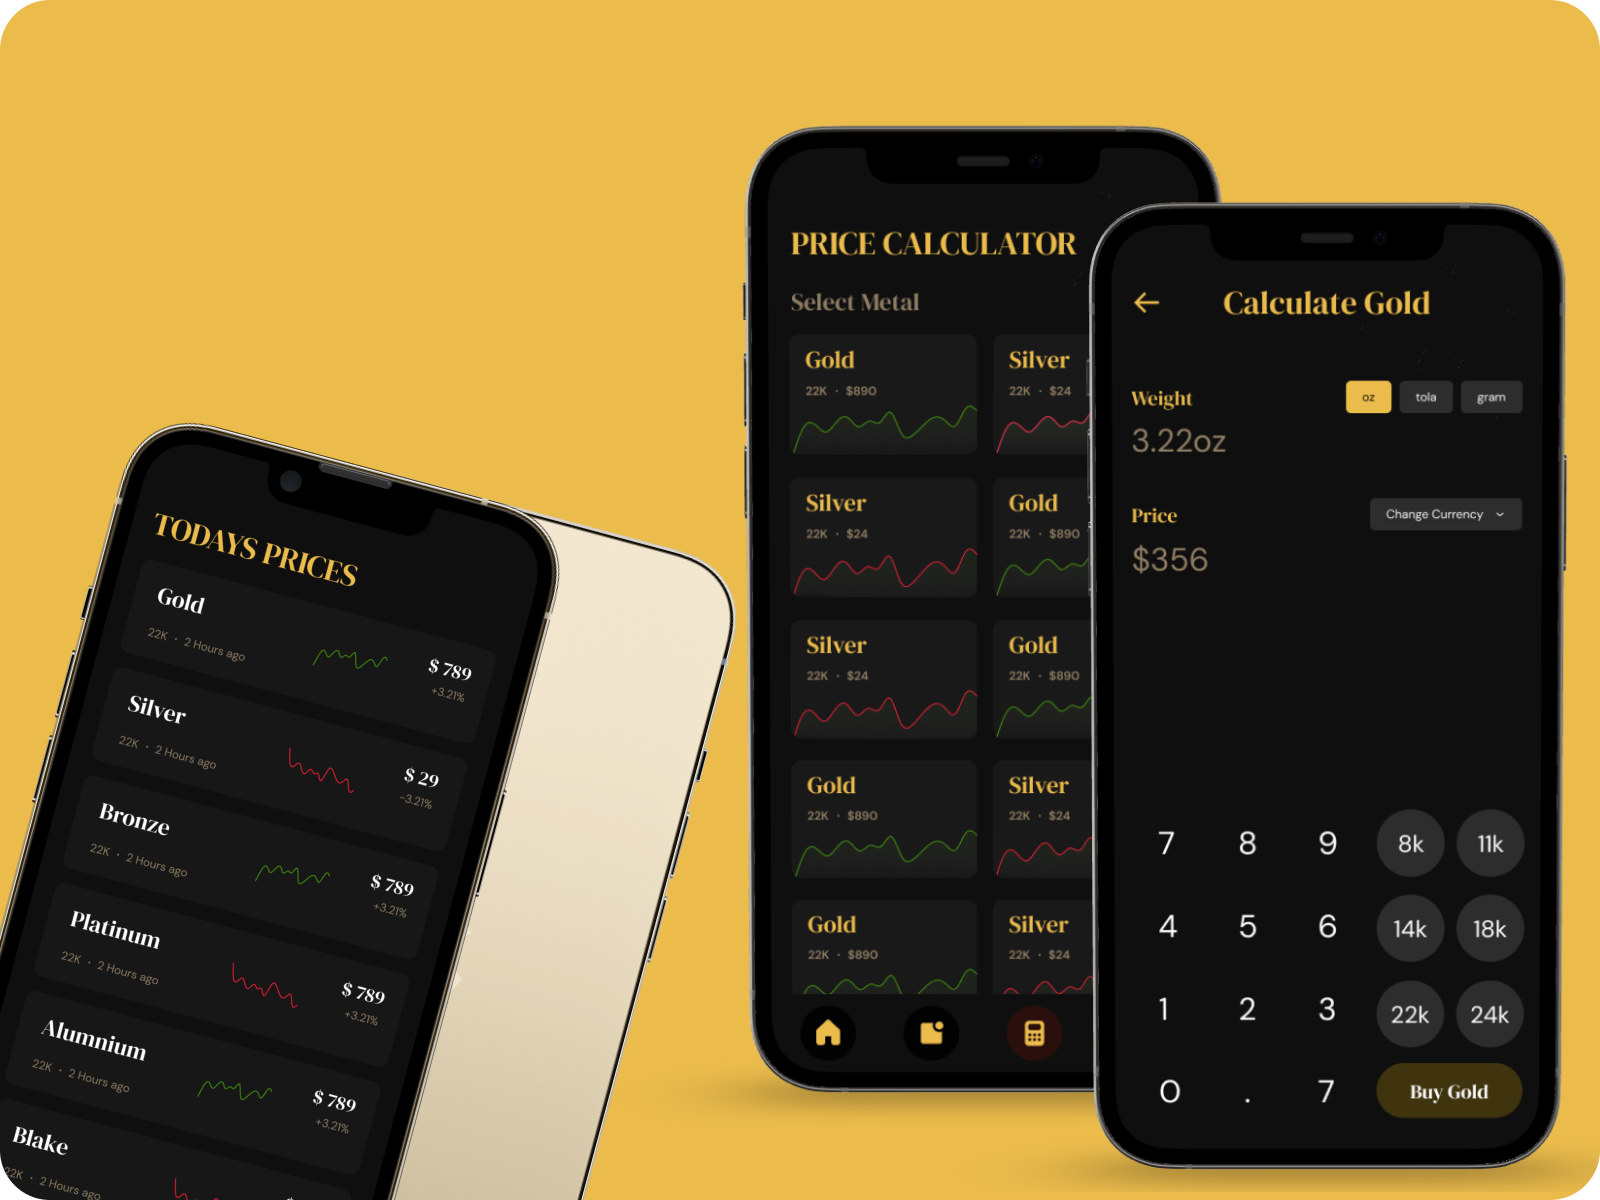 TODAYS PRICES
Gold
22K · 2 Hours ago
$ 789
+3.21%
Silver
22K · 2 Hours ago
$ 29
-3.21%
Bronze
22K · 2 Hours ago
$ 789
+3.21%
Platinum
22K · 2 Hours ago
$ 789
+3.21%
Alumnium
22K · 2 Hours ago
$ 789
+3.21%
Blake
22K · 2 Hours ago
PRICE CALCULATOR
Select Metal
Gold Silver
22K · $890 22K · $24
Silver Gold
22K · $24 22K · $890
Silver Gold
22K · $24 22K · $890
Gold Silver
22K · $890 22K · $24
Gold Silver
22K · $890 22K · $24
Calculate Gold
Weight oz tola gram
3.22oz
Price Change Currency
$356
7 8 9 8k 11k
4 5 6 14k 18k
1 2 3 22k 24k
0 . 7 Buy Gold